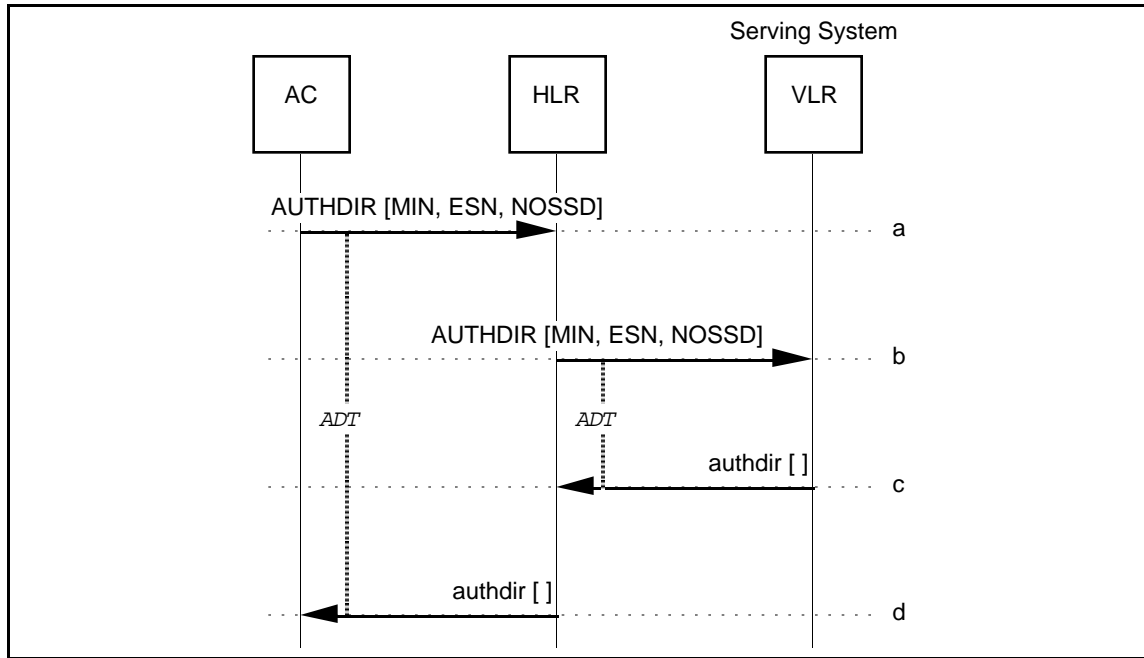 Serving System
AC
HLR
VLR
AUTHDIR [MIN, ESN, NOSSD]
a
AUTHDIR [MIN, ESN, NOSSD]
b
ADT
ADT
authdir [ ]
c
authdir [ ]
d